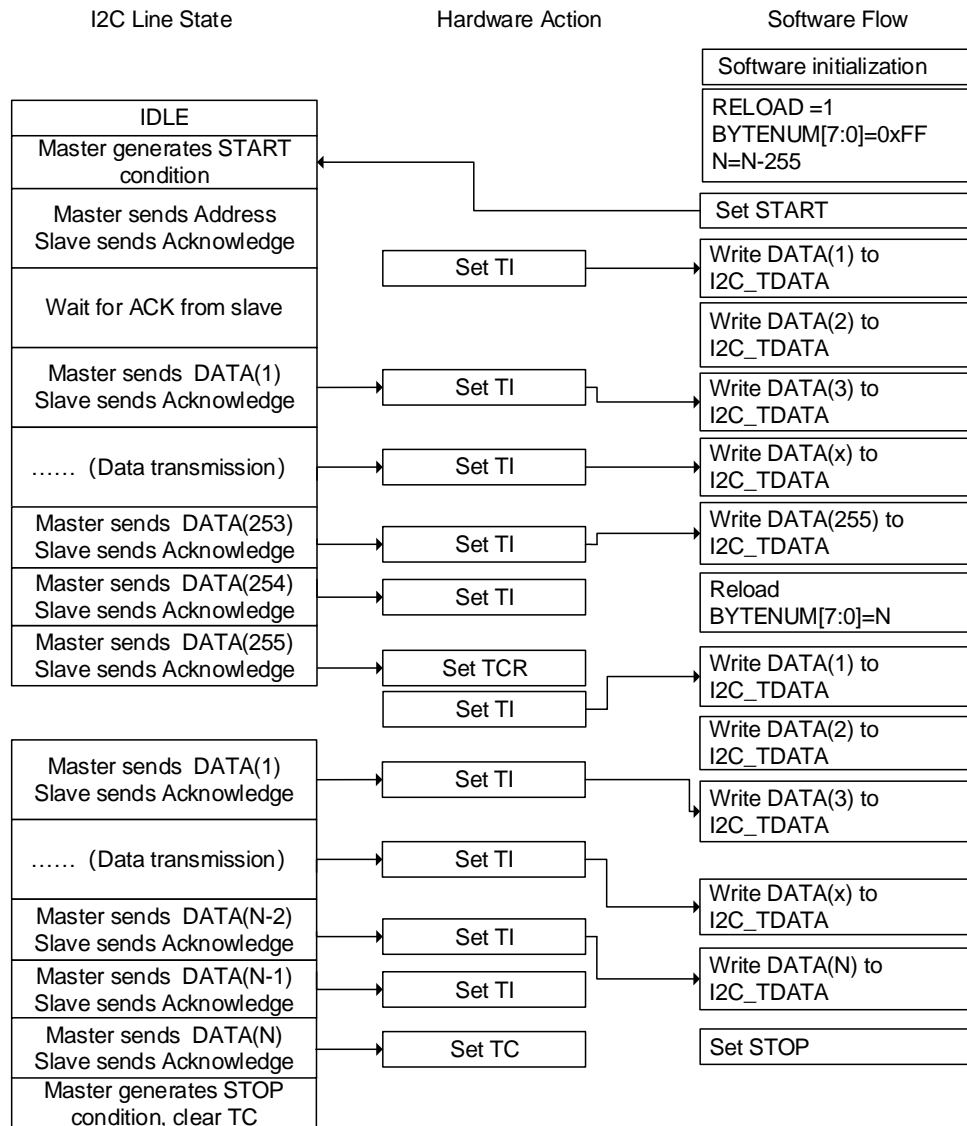 I2C Line State
Hardware Action
Software Flow
Software initialization
IDLE
RELOAD =1
BYTENUM[7:0]=0xFF
N=N-255
Master generates START
condition
Master sends Address
Slave sends Acknowledge
Set START
Set TI
Write DATA(1) to
I2C_TDATA
Wait for ACK from slave
Write DATA(2) to
I2C_TDATA
Master sends DATA(1)
Slave sends Acknowledge
Set TI
Write DATA(3) to
I2C_TDATA
…… (Data transmission)
Set TI
Write DATA(x) to
I2C_TDATA
Master sends DATA(253)
Slave sends Acknowledge
Set TI
Write DATA(255) to
I2C_TDATA
Master sends DATA(254)
Slave sends Acknowledge
Set TI
Reload
BYTENUM[7:0]=N
Master sends DATA(255)
Slave sends Acknowledge
Set TCR
Set TI
Write DATA(1) to
I2C_TDATA
Write DATA(2) to
I2C_TDATA
Master sends DATA(1)
Slave sends Acknowledge
Set TI
Write DATA(3) to
I2C_TDATA
…… (Data transmission)
Set TI
Write DATA(x) to
I2C_TDATA
Master sends DATA(N-2)
Slave sends Acknowledge
Set TI
Write DATA(N) to
I2C_TDATA
Master sends DATA(N-1)
Slave sends Acknowledge
Set TI
Master sends DATA(N)
Slave sends Acknowledge
Set TC
Set STOP
Master generates STOP
condition, clear TC